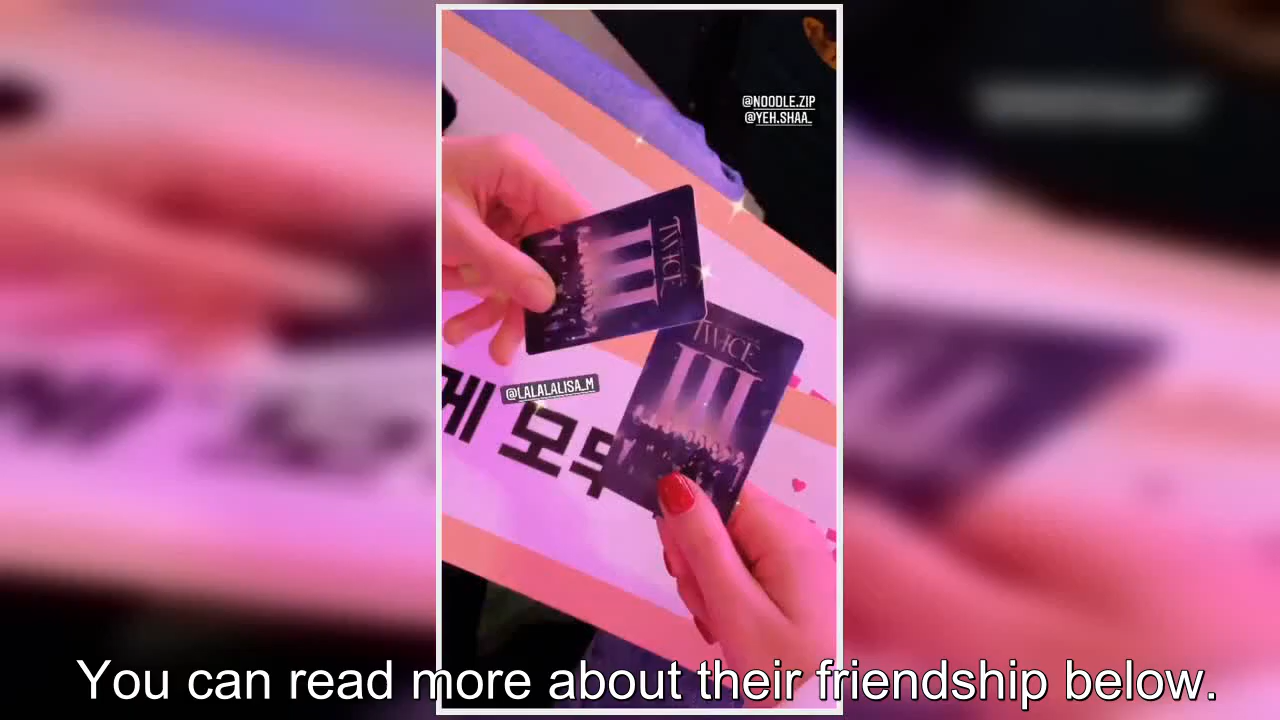 @NOODLE.ZIP
@YEH.SHAA_
TWICE
III
TWICE
III
@LALALALISA_M
게 모두
You can read more about their friendship below.